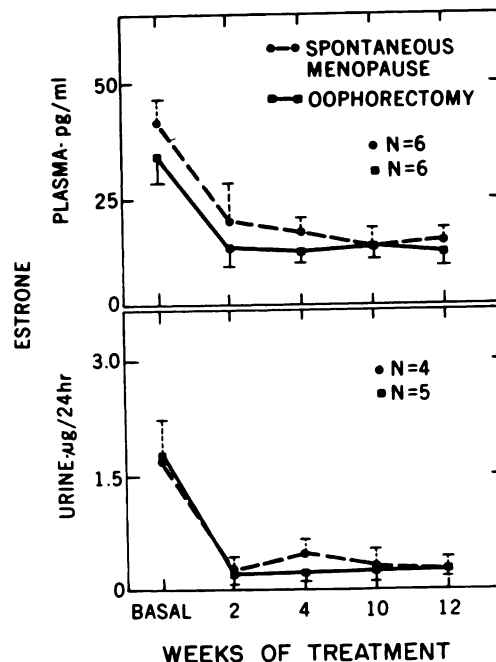 SPONTANEOUS
MENOPAUSE
OOPHORECTOMY
N=6
N=6
50
25
0
PLASMA-pg/ml
ESTRONE
N=4
N=5
3.0
1.5
0
URINE-µg/24hr
BASAL 2 4 10 12
WEEKS OF TREATMENT